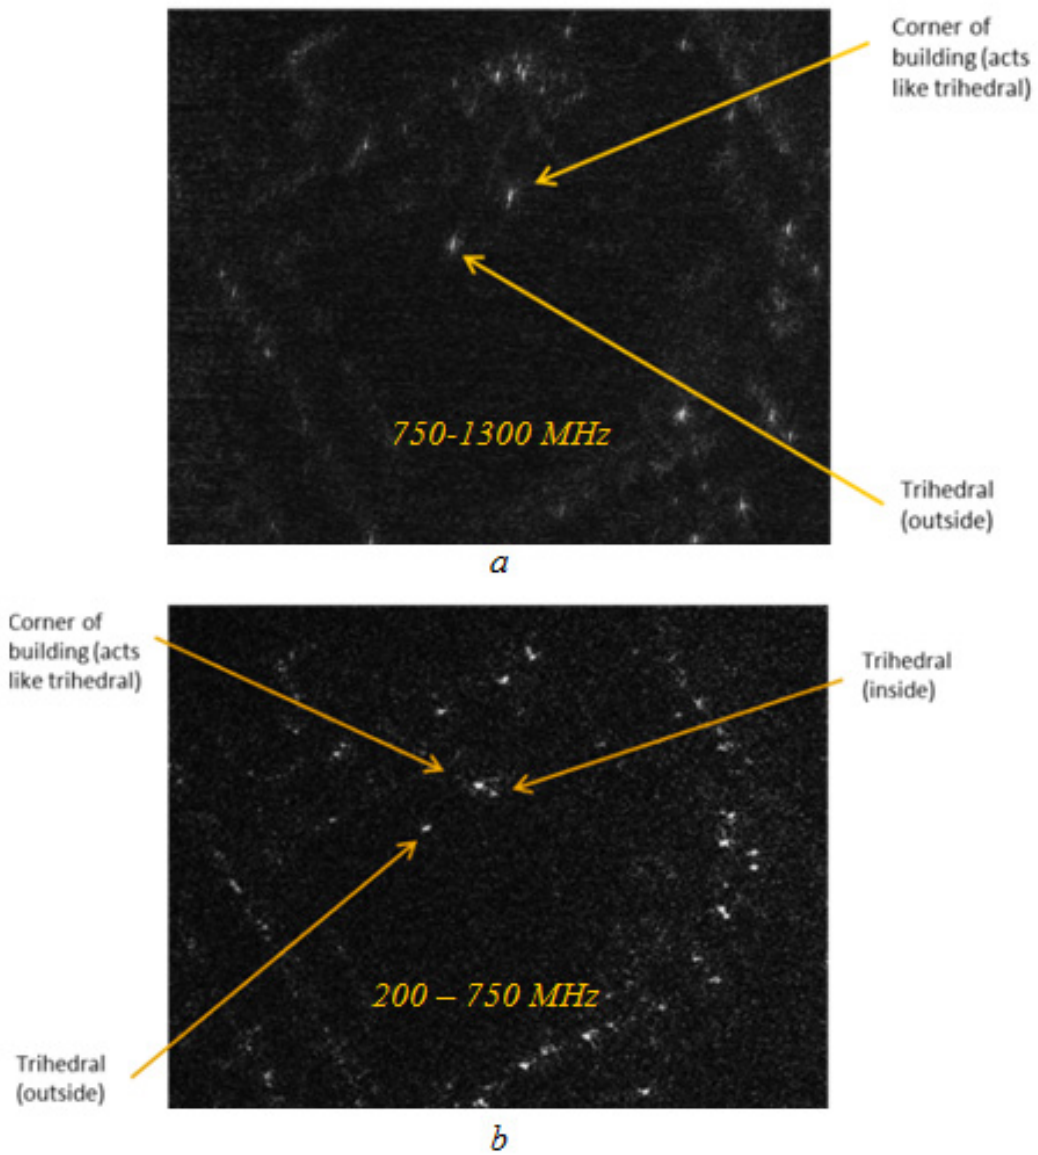 Corner of
building (acts
like trihedral)
750-1300 MHz
Trihedral
(outside)
a
Corner of
building (acts
like trihedral)
Trihedral
(inside)
200 – 750 MHz
Trihedral
(outside)
b